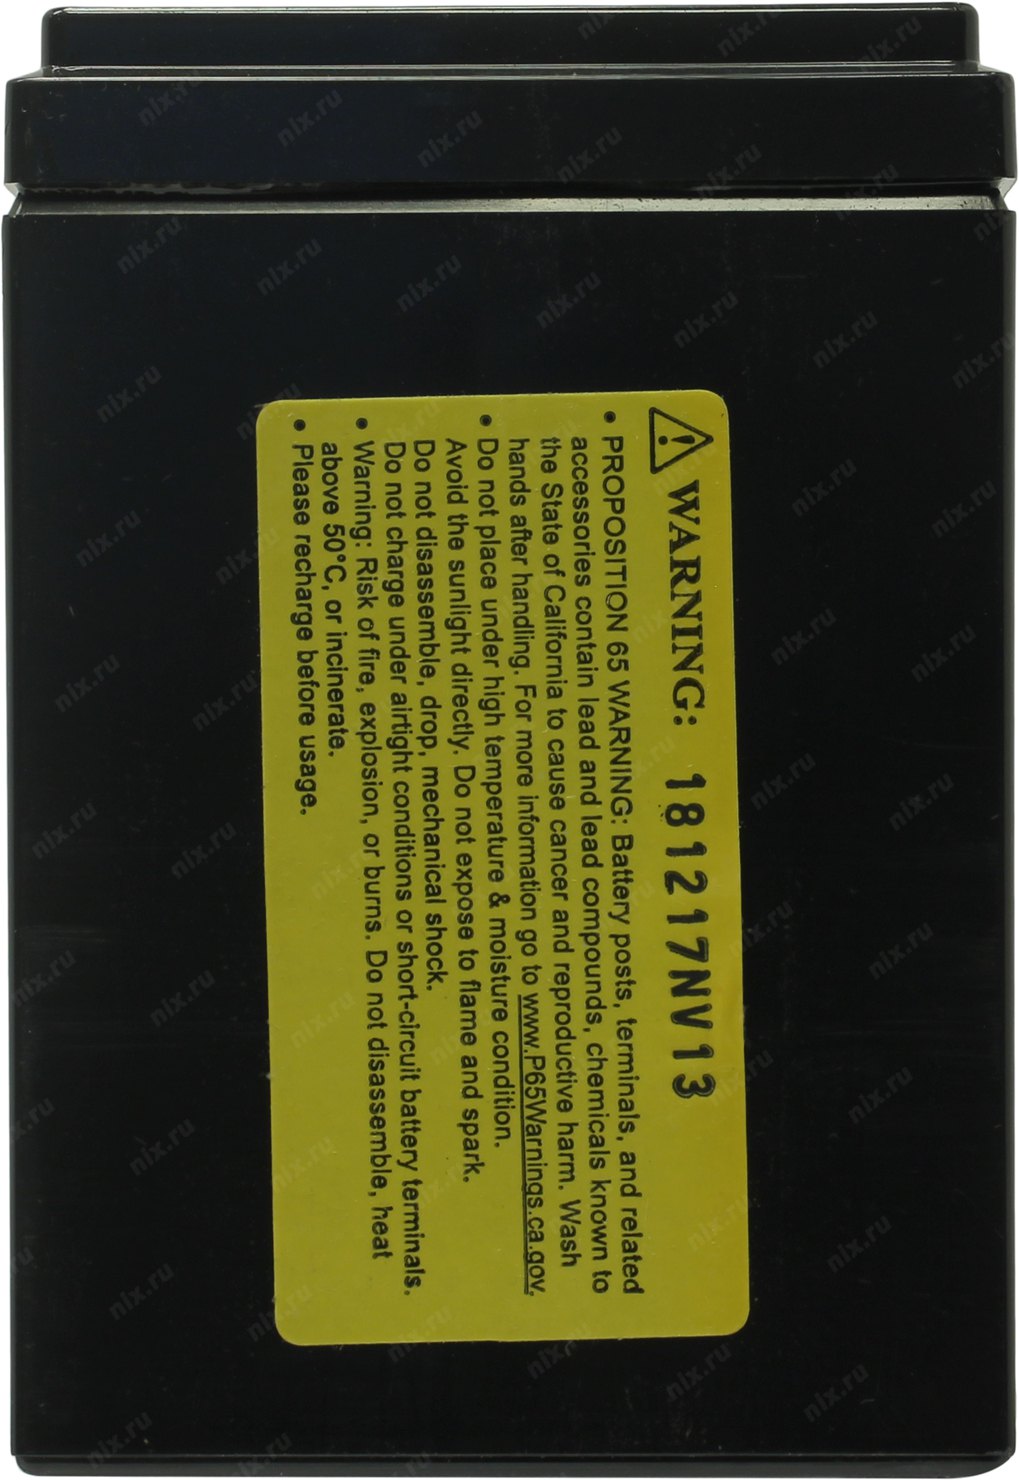 WARNING: 181217NV13
• PROPOSITION 65 WARNING: Battery posts, terminals, and related
accessories contain lead and lead compounds, chemicals known to
the State of California to cause cancer and reproductive harm. Wash
hands after handling. For more information go to www.P65Warnings.ca.gov.
• Do not place under high temperature & moisture condition.
Avoid the sunlight directly. Do not expose to flame and spark.
Do not disassemble, drop, mechanical shock.
Do not charge under airtight conditions or short-circuit battery terminals.
• Warning: Risk of fire, explosion, or burns. Do not disassemble, heat
above 50°C, or incinerate.
• Please recharge before usage.
nix.ru